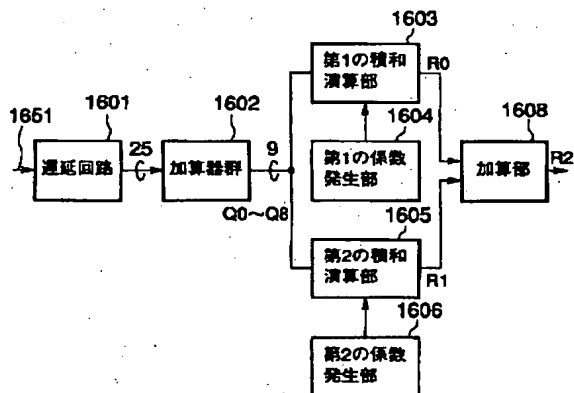 1603
第1の積和
演算部
R0
1601
1602
1604
1608
1651
遅延回路
25
加算器群
9
第1の係数
発生部
加算部
R2
Q0～Q8
1605
第2の積和
演算部
R1
1606
第2の係数
発生部